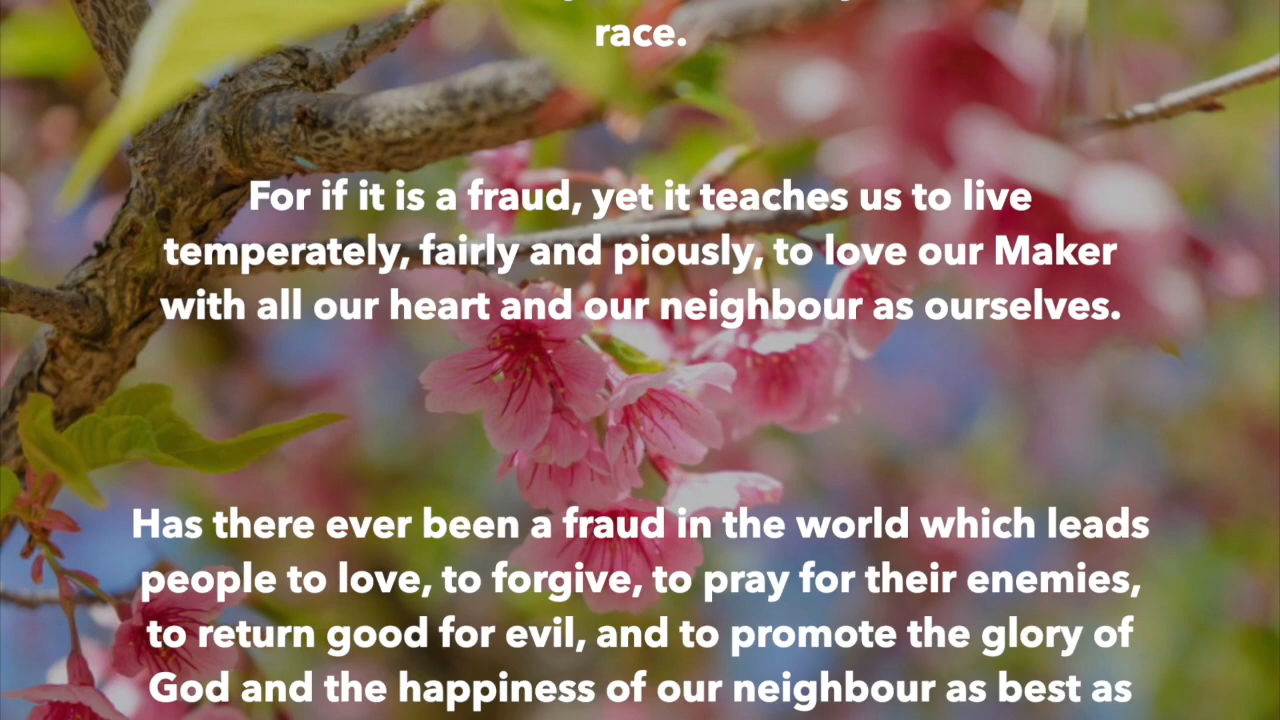 race.
For if it is a fraud, yet it teaches us to live
temperately, fairly and piously, to love our Maker
with all our heart and our neighbour as ourselves.
Has there ever been a fraud in the world which leads
people to love, to forgive, to pray for their enemies,
to return good for evil, and to promote the glory of
God and the happiness of our neighbour as best as